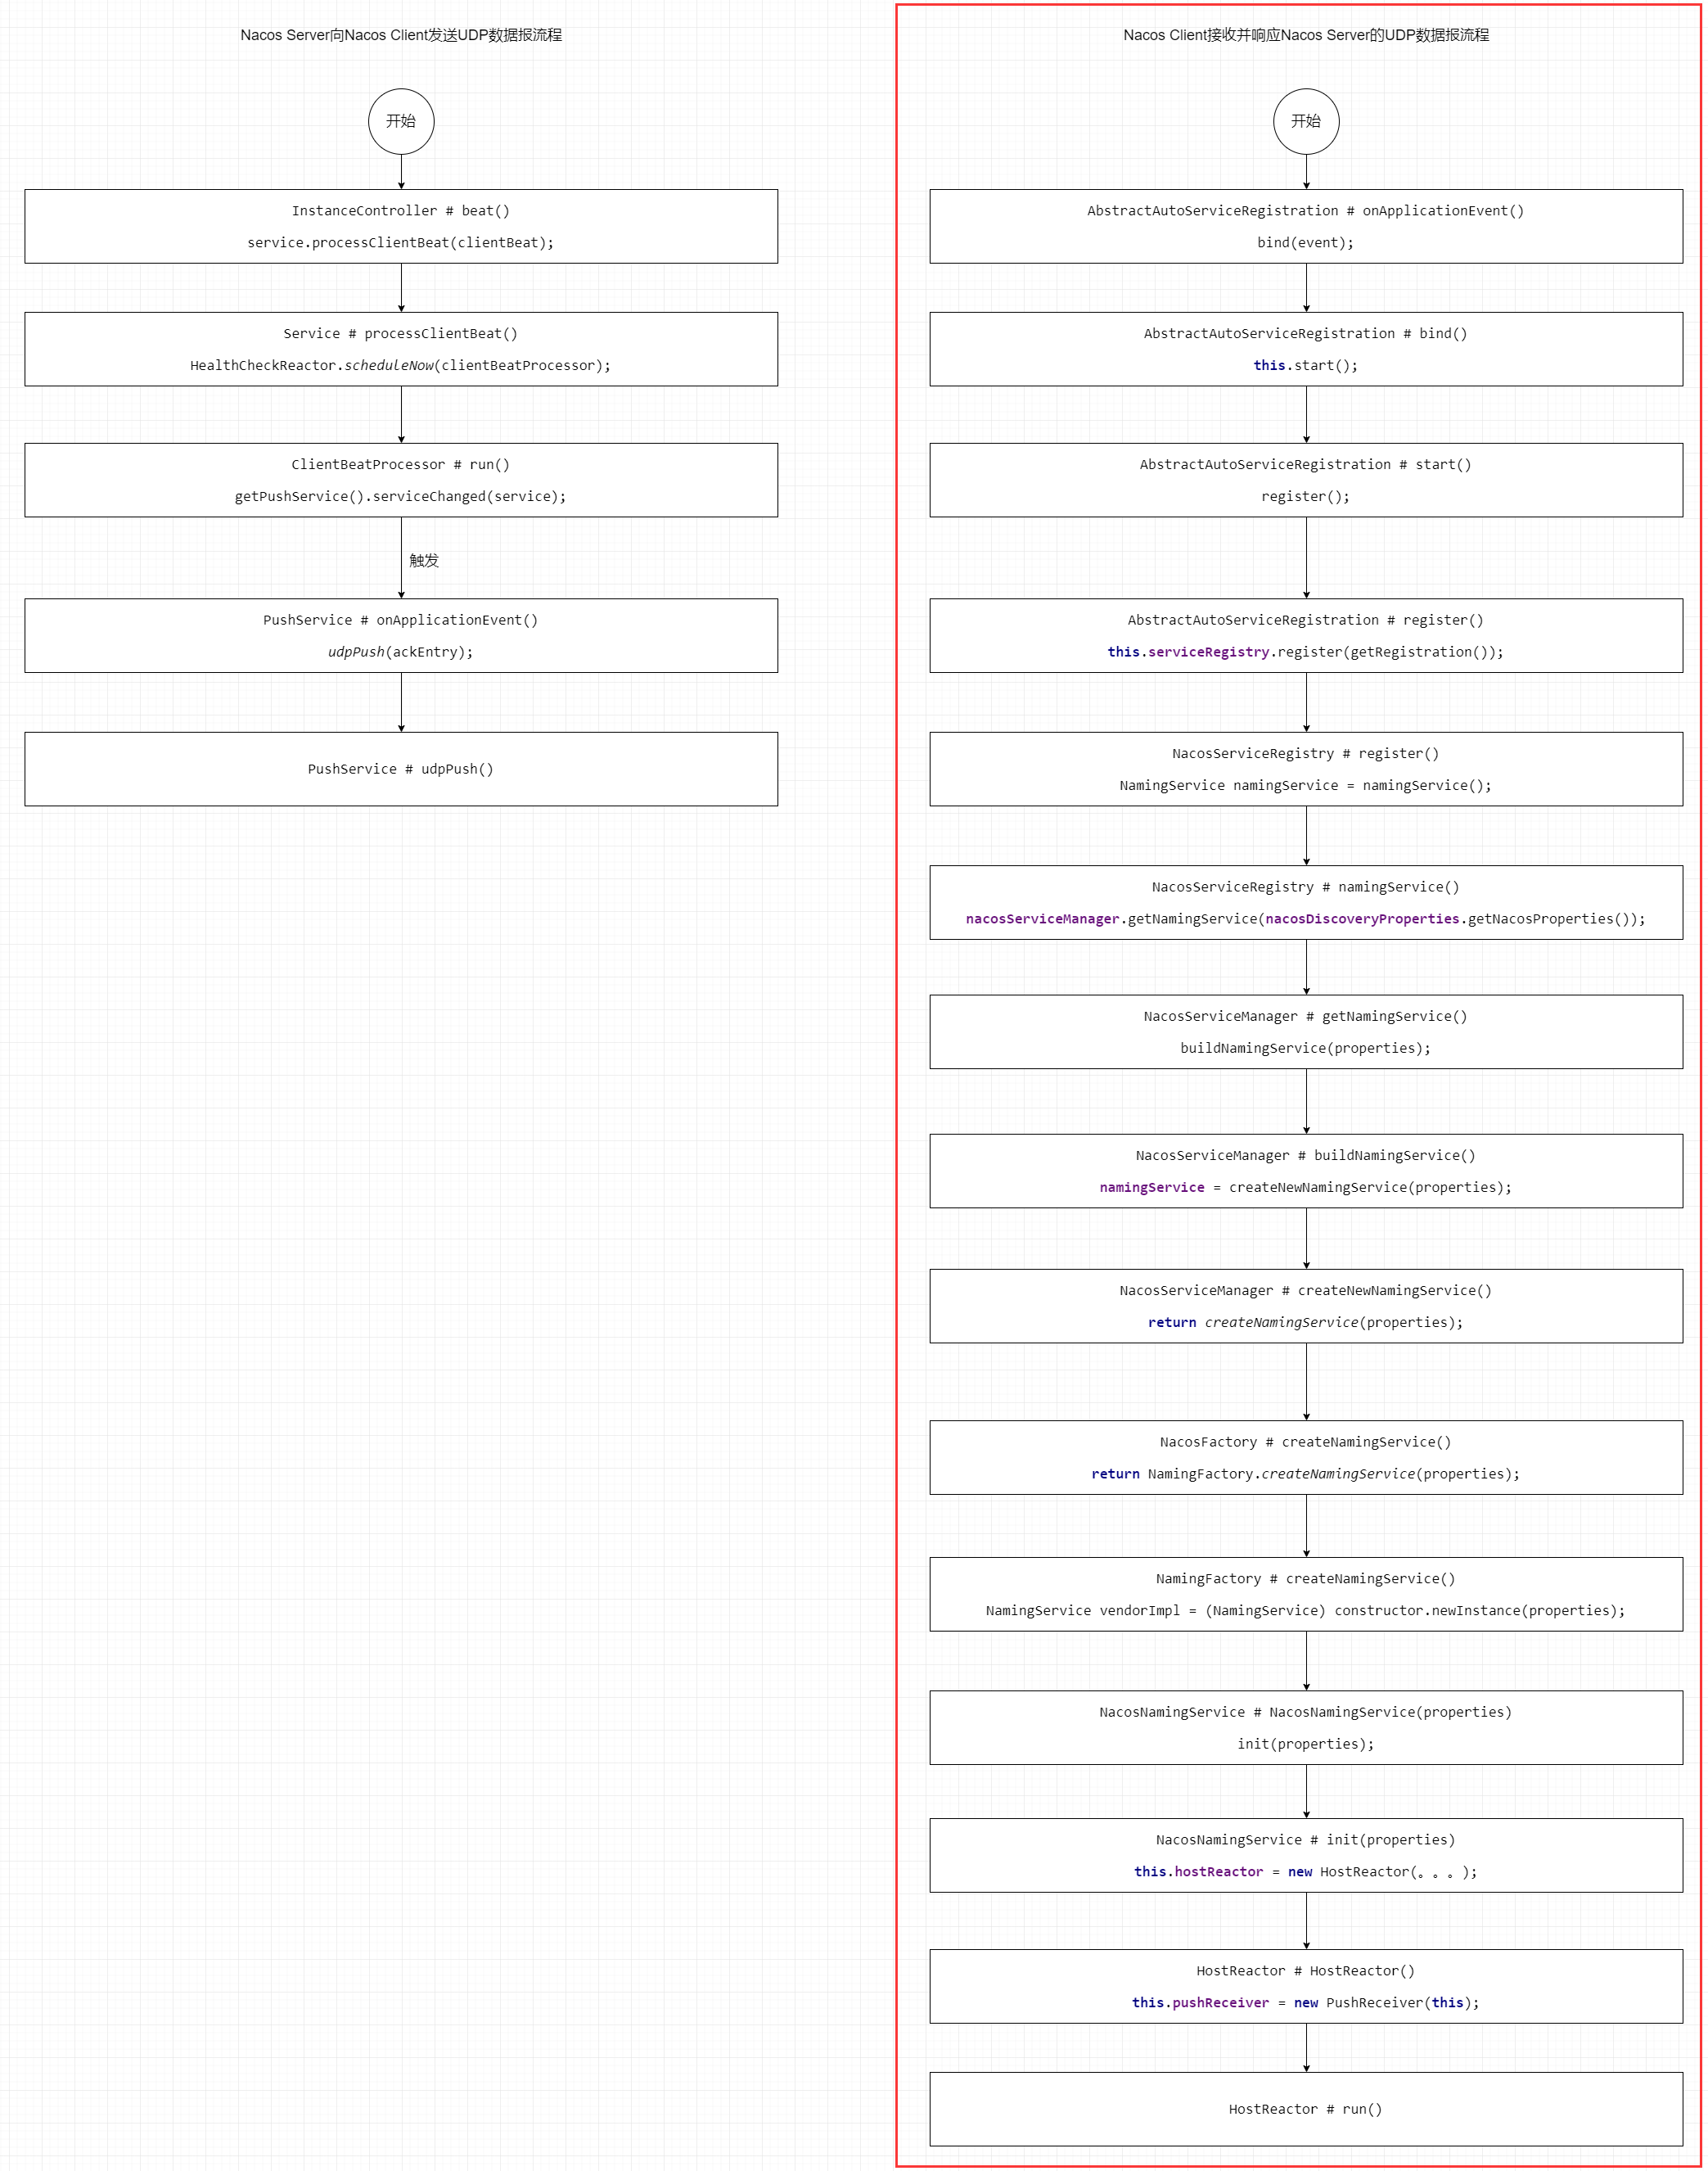 Nacos Server向Nacos Client发送UDP数据报流程
开始
InstanceController # beat()
service.processClientBeat(clientBeat);
Service # processClientBeat()
HealthCheckReactor.scheduleNow(clientBeatProcessor);
ClientBeatProcessor # run()
getPushService().serviceChanged(service);
触发
PushService # onApplicationEvent()
udpPush(ackEntry);
PushService # udpPush()
Nacos Client接收并响应Nacos Server的UDP数据报流程
开始
AbstractAutoServiceRegistration # onApplicationEvent()
bind(event);
AbstractAutoServiceRegistration # bind()
this.start();
AbstractAutoServiceRegistration # start()
register();
AbstractAutoServiceRegistration # register()
this.serviceRegistry.register(getRegistration());
NacosServiceRegistry # register()
NamingService namingService = namingService();
NacosServiceRegistry # namingService()
nacosServiceManager.getNamingService(nacosDiscoveryProperties.getNacosProperties());
NacosServiceManager # getNamingService()
buildNamingService(properties);
NacosServiceManager # buildNamingService()
namingService = createNewNamingService(properties);
NacosServiceManager # createNewNamingService()
return createNamingService(properties);
NacosFactory # createNamingService()
return NamingFactory.createNamingService(properties);
NamingFactory # createNamingService()
NamingService vendorImpl = (NamingService) constructor.newInstance(properties);
NacosNamingService # NacosNamingService(properties)
init(properties);
NacosNamingService # init(properties)
this.hostReactor = new HostReactor(。。。);
HostReactor # HostReactor()
this.pushReceiver = new PushReceiver(this);
HostReactor # run()